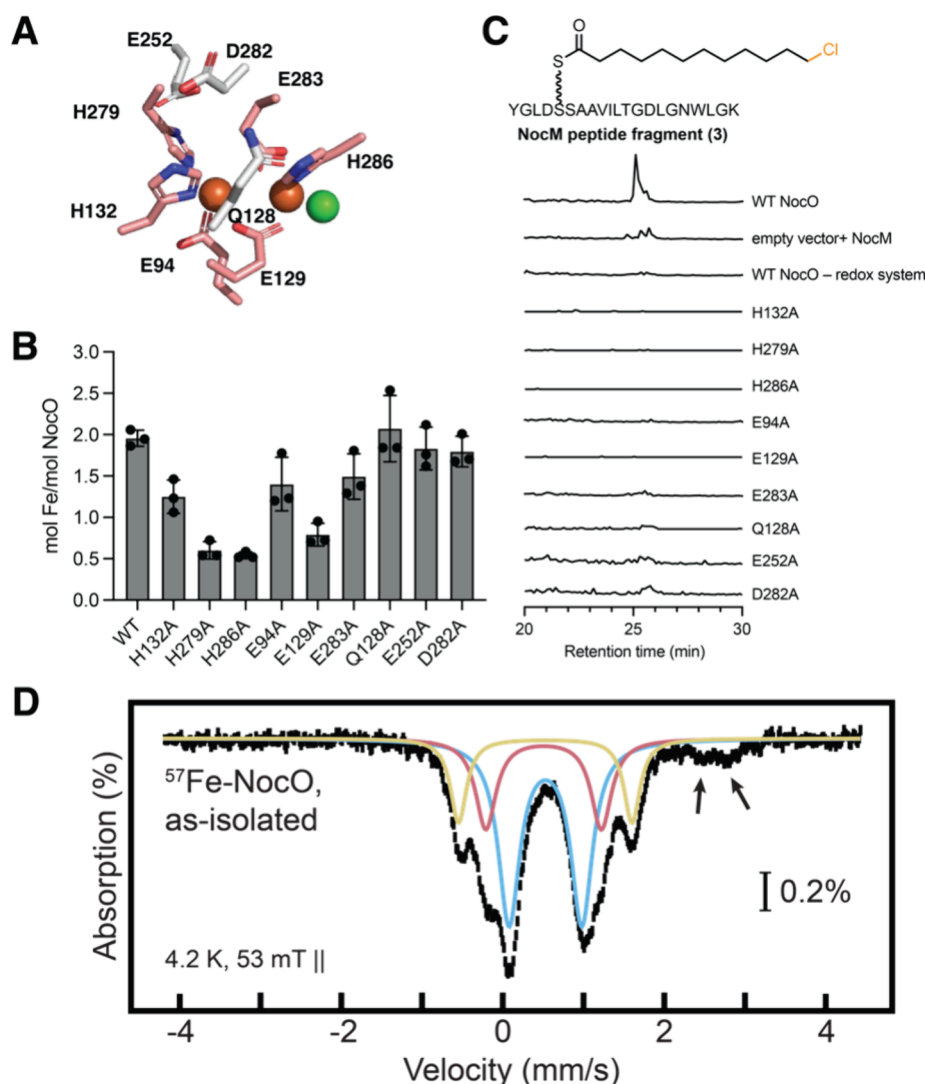 A
E252
D282
E283
H279
H286
H132
Q128
E94
E129
B
mol Fe/mol NocO
3.0
2.5
2.0
1.5
1.0
0.5
0.0
WT
H132A
H279A
H286A
E94A
E129A
E283A
Q128A
E252A
D282A
C
O
Cl
S
YGLDSSAAVILTGDLGNWLGK
NocM peptide fragment (3)
WT NocO
empty vector+ NocM
WT NocO – redox system
H132A
H279A
H286A
E94A
E129A
E283A
Q128A
E252A
D282A
20 25 30
Retention time (min)
D
Absorption (%)
57Fe-NocO,
as-isolated
0.2%
4.2 K, 53 mT ||
-4 -2 0 2 4
Velocity (mm/s)